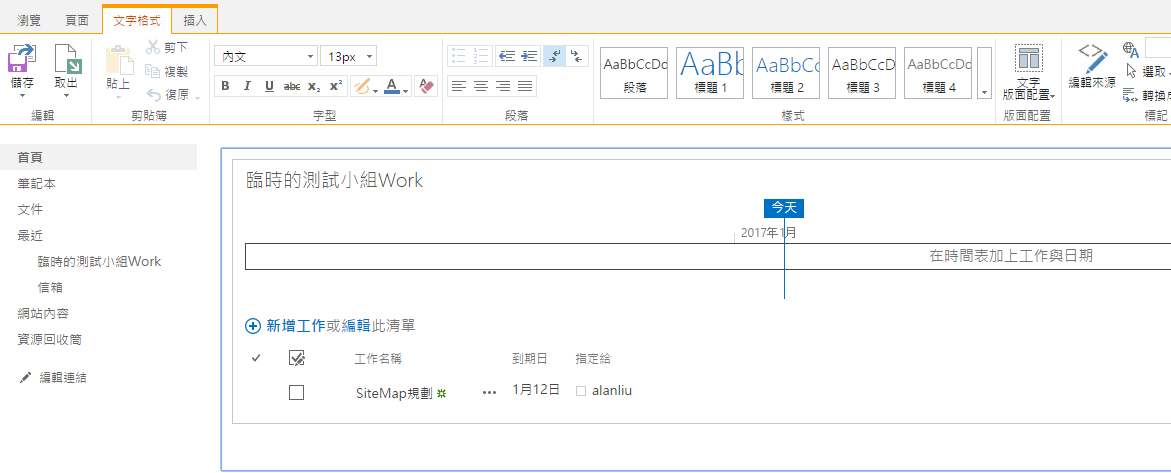 瀏覽 頁面 文字格式 插入
儲存 取出 貼上 剪下 複製 復原
內文 13px
B I U abc x₂ x² A
AaBbCcDd AaBb AaBbCc AaBbCcD AaBbCcDd
段落 標題 1 標題 2 標題 3 標題 4
文字 版面配置 編輯來源 選取
轉換成
編輯 剪貼簿 字型 段落 樣式 版面配置 標記
首頁
筆記本
文件
最近
臨時的測試小組Work
信箱
網站內容
資源回收筒
編輯連結
臨時的測試小組Work
今天
2017年1月
在時間表加上工作與日期
新增工作或編輯此清單
工作名稱 到期日 指定給
SiteMap規劃 ... 1月12日 alanliu